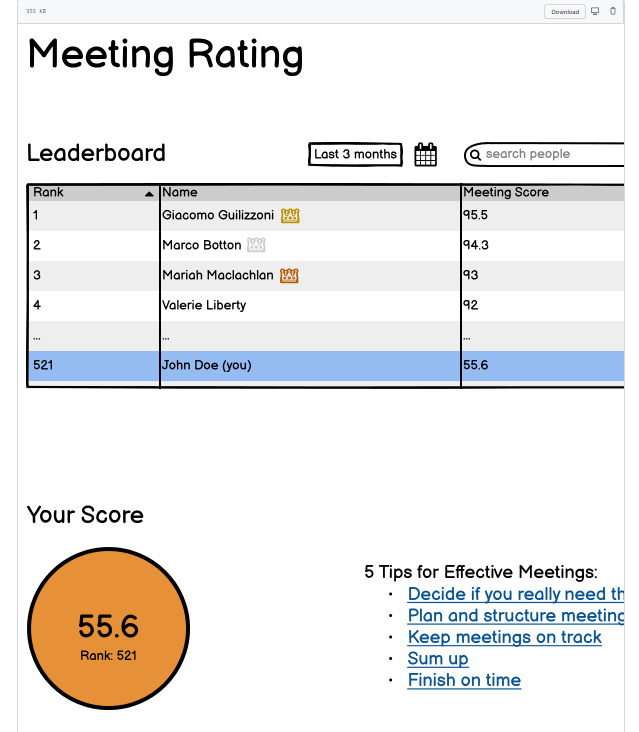 355 KB
Download
Meeting Rating
Leaderboard
Last 3 months
search people
Rank Name Meeting Score
1 Giacomo Guilizzoni 95.5
2 Marco Botton 94.3
3 Mariah Maclachlan 93
4 Valerie Liberty 92
... ... ...
521 John Doe (you) 55.6
Your Score
55.6
Rank: 521
5 Tips for Effective Meetings:
• Decide if you really need th
• Plan and structure meeting
• Keep meetings on track
• Sum up
• Finish on time